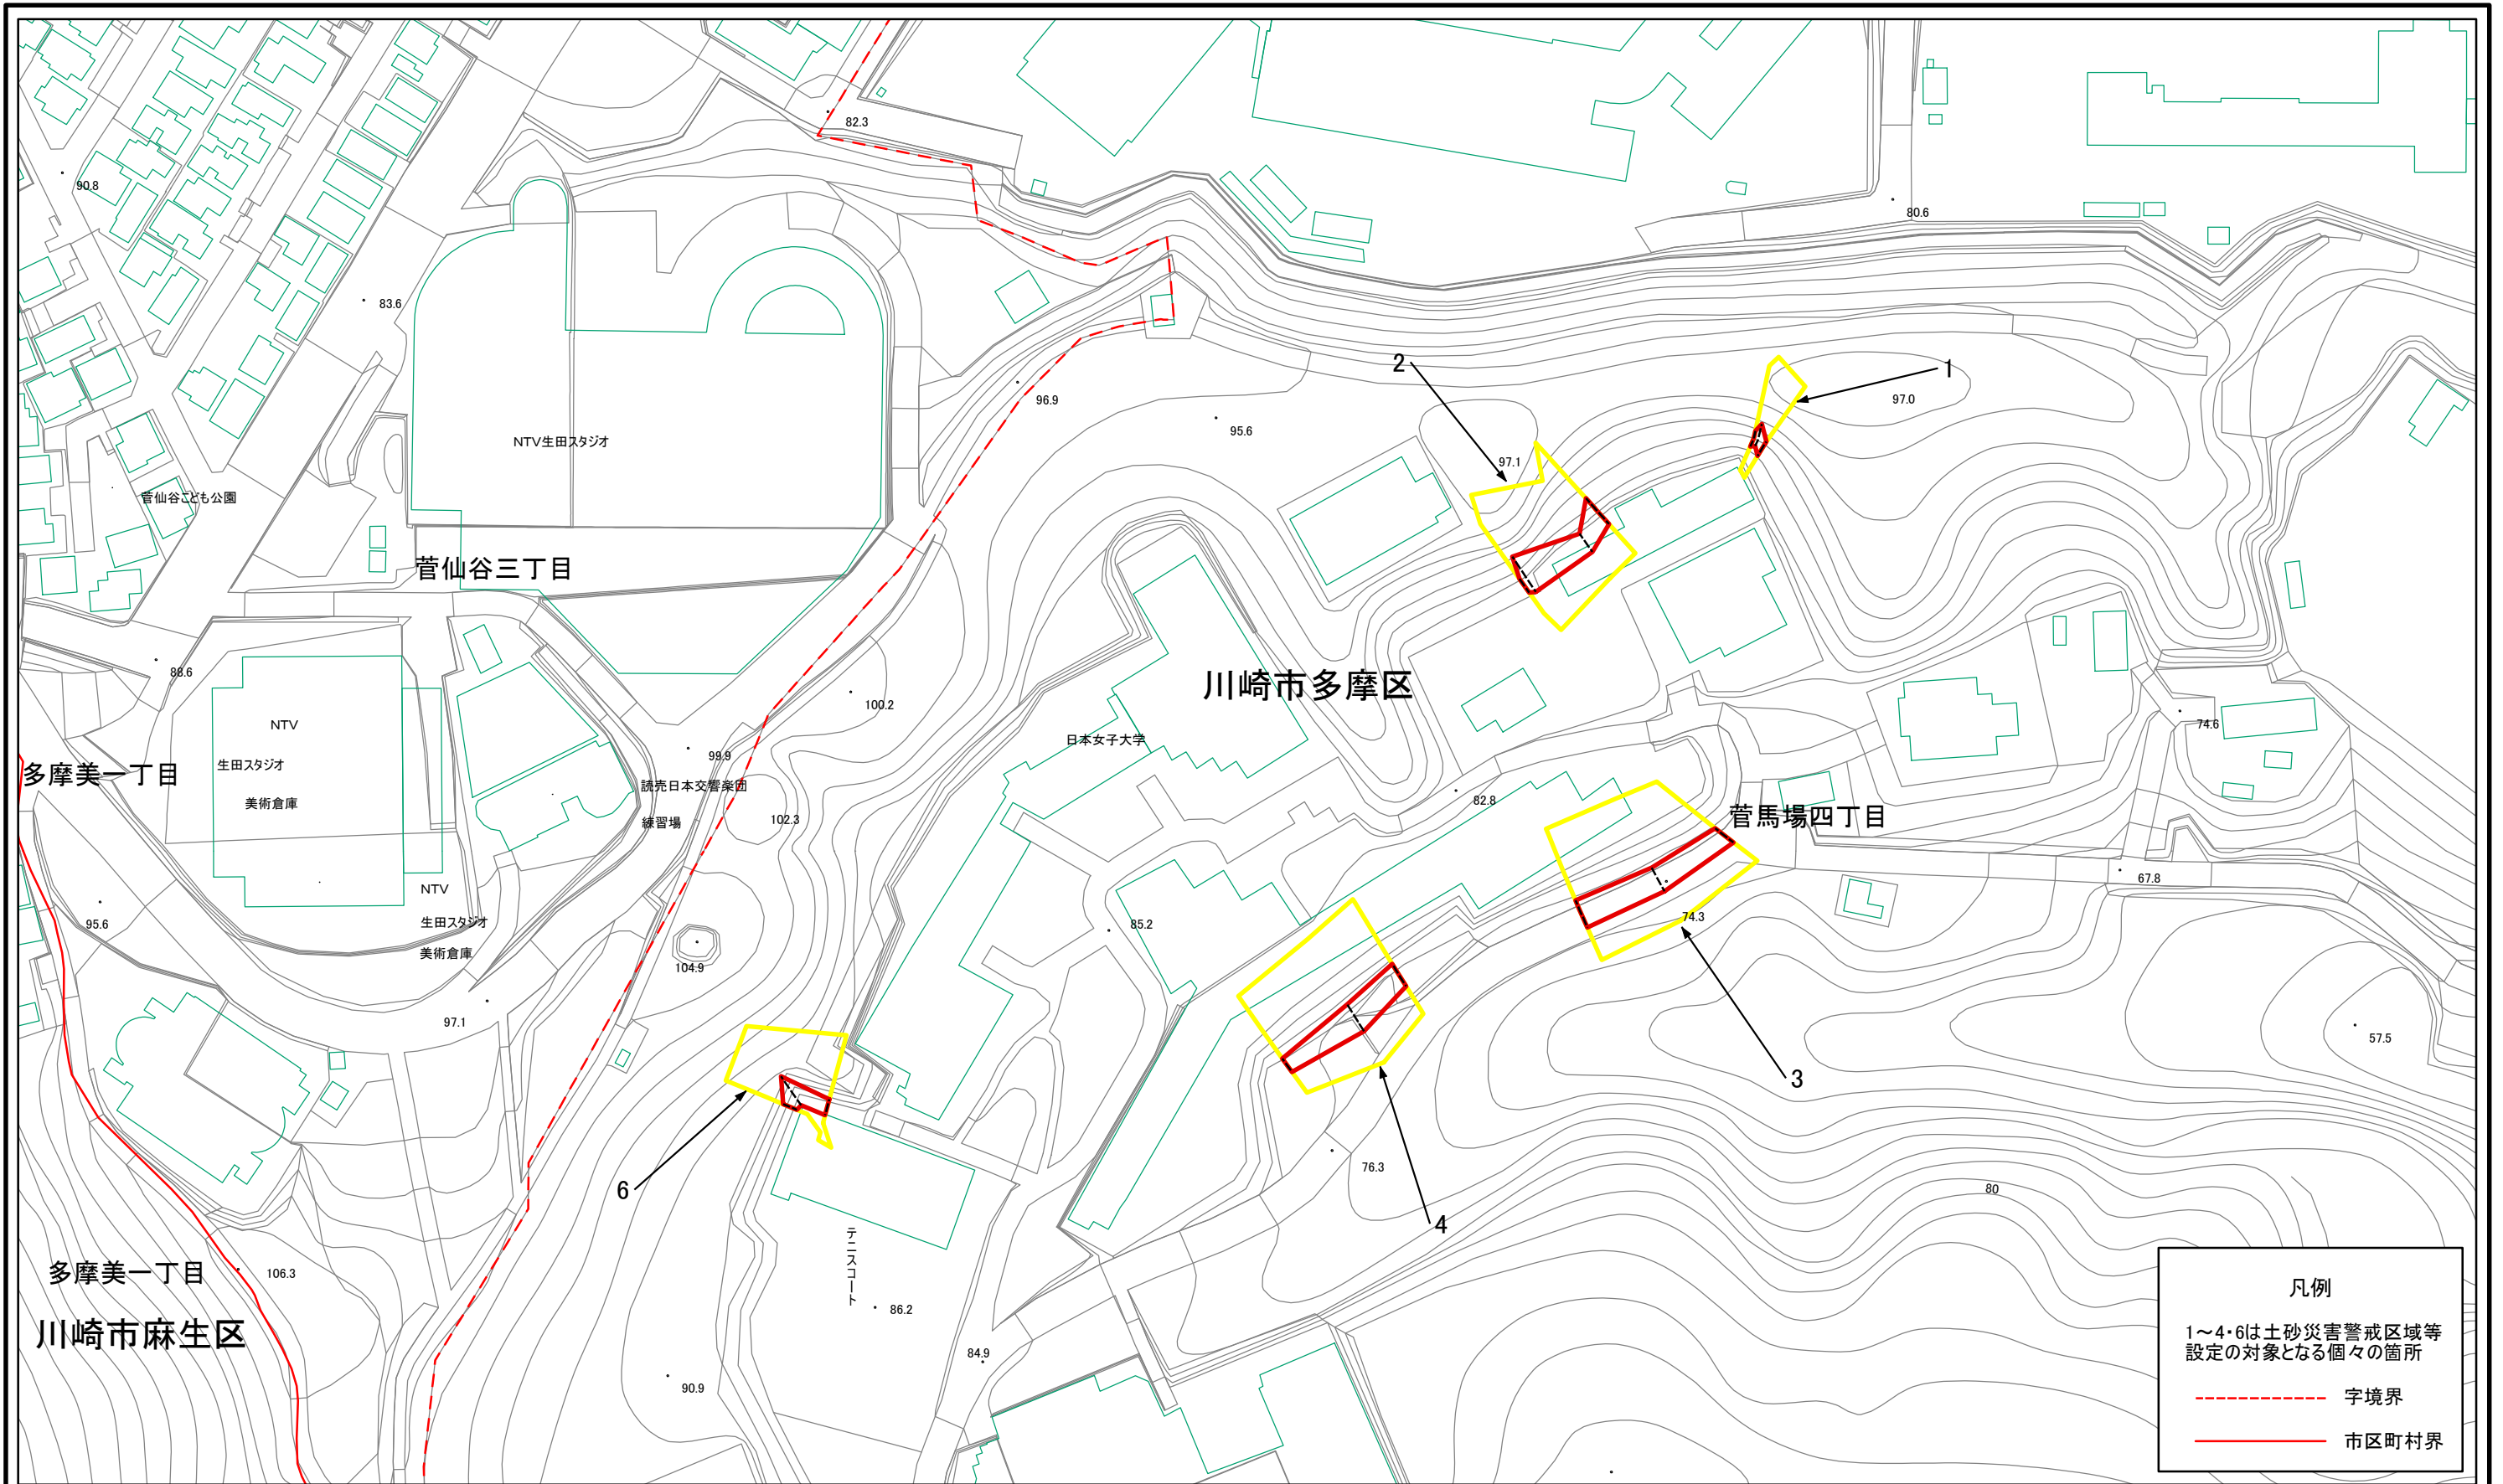 82.3
90.8
80.6
83.6
2
1
96.9
97.0
95.6
NTV生田スタジオ
97.1
菅仙谷こども公園
菅仙谷三丁目
88.6
川崎市多摩区
100.2
74.6
NTV
日本女子大学
99.9
生田スタジオ
多摩美一丁目
読売日本交響楽団
美術倉庫
82.8
102.3
練習場
菅馬場四丁目
67.8
NTV
生田スタジオ
95.6
85.2
74.3
美術倉庫
104.9
97.1
57.5
3
6
76.3
80
4
テニスコート
多摩美一丁目
106.3
86.2
川崎市麻生区
84.9
90.9
凡例
1～4・6は土砂災害警戒区域等
設定の対象となる個々の箇所
字境界
市区町村界